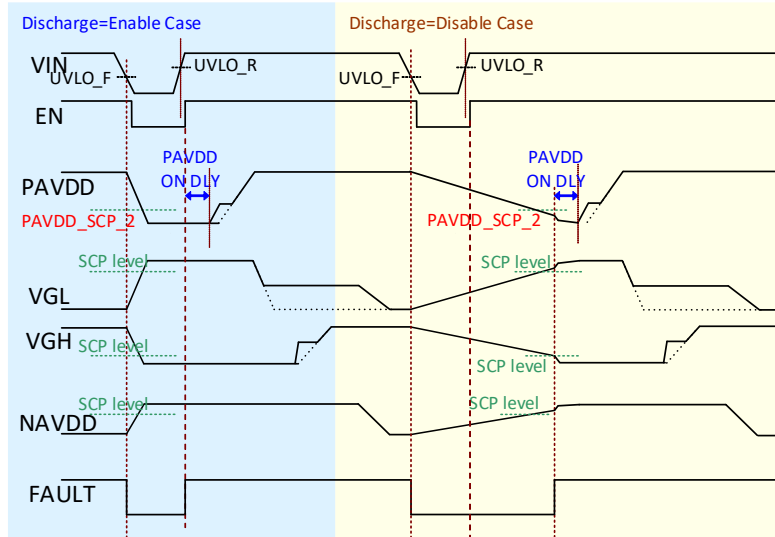 Discharge=Enable Case
Discharge=Disable Case
VIN
UVLO_F
UVLO_R
UVLO_F
UVLO_R
EN
PAVDD
ON DLY
PAVDD
ON DLY
PAVDD
PAVDD_SCP_2
PAVDD_SCP_2
SCP level
SCP level
VGL
VGH
SCP level
SCP level
SCP level
SCP level
NAVDD
FAULT